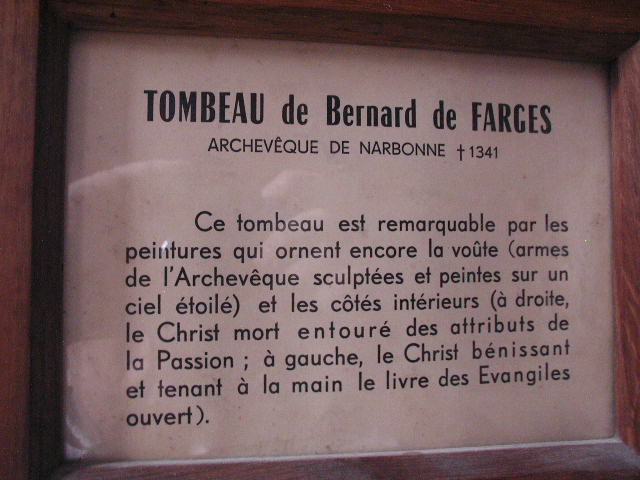 TOMBEAU de Bernard de FARGES
ARCHEVÊQUE DE NARBONNE † 1341
Ce tombeau est remarquable par les
peintures qui ornent encore la voûte (armes
de l'Archevêque sculptées et peintes sur un
ciel étoilé) et les côtés intérieurs (à droite,
le Christ mort entouré des attributs de
la Passion ; à gauche, le Christ bénissant
et tenant à la main le livre des Evangiles
ouvert).